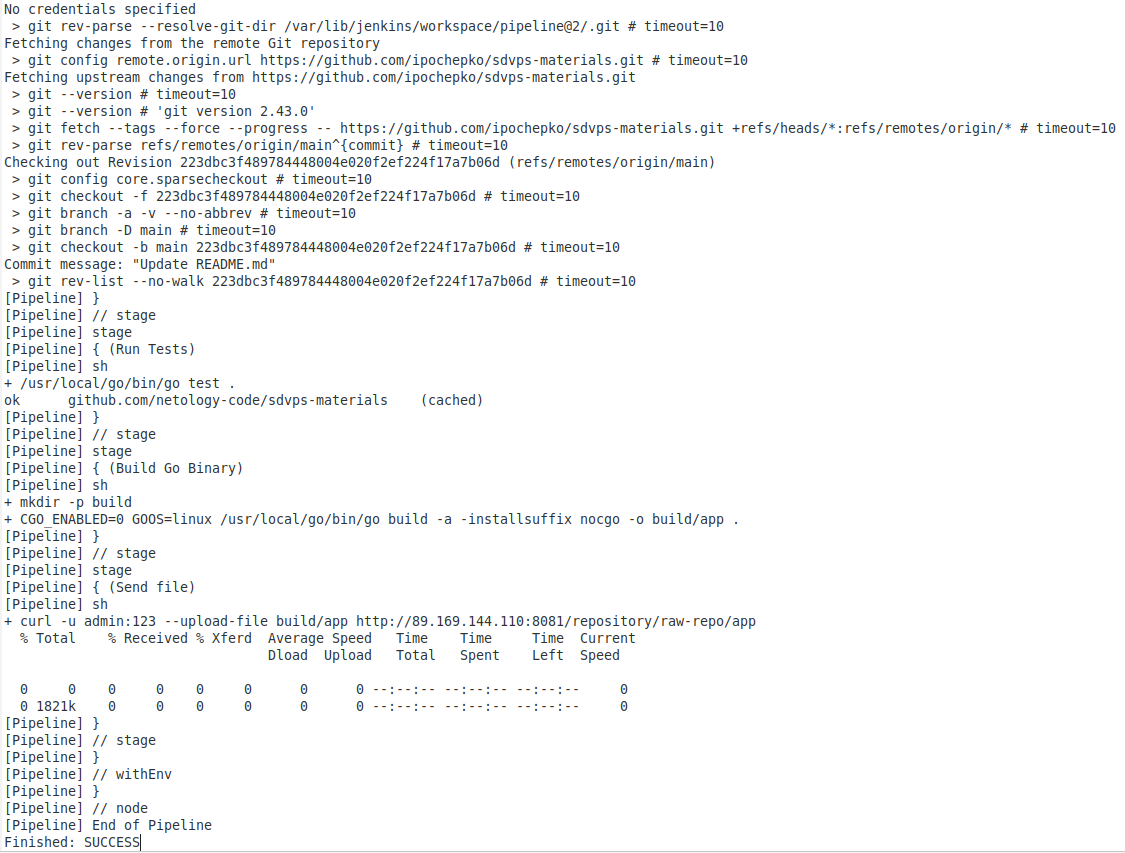 No credentials specified
 > git rev-parse --resolve-git-dir /var/lib/jenkins/workspace/pipeline@2/.git # timeout=10
Fetching changes from the remote Git repository
 > git config remote.origin.url https://github.com/ipochepko/sdvps-materials.git # timeout=10
Fetching upstream changes from https://github.com/ipochepko/sdvps-materials.git
 > git --version # timeout=10
 > git --version # 'git version 2.43.0'
 > git fetch --tags --force --progress -- https://github.com/ipochepko/sdvps-materials.git +refs/heads/*:refs/remotes/origin/* # timeout=10
 > git rev-parse refs/remotes/origin/main^{commit} # timeout=10
Checking out Revision 223dbc3f489784448004e020f2ef224f17a7b06d (refs/remotes/origin/main)
 > git config core.sparsecheckout # timeout=10
 > git checkout -f 223dbc3f489784448004e020f2ef224f17a7b06d # timeout=10
 > git branch -a -v --no-abbrev # timeout=10
 > git branch -D main # timeout=10
 > git checkout -b main 223dbc3f489784448004e020f2ef224f17a7b06d # timeout=10
Commit message: "Update README.md"
 > git rev-list --no-walk 223dbc3f489784448004e020f2ef224f17a7b06d # timeout=10
[Pipeline] }
[Pipeline] // stage
[Pipeline] stage
[Pipeline] { (Run Tests)
[Pipeline] sh
+ /usr/local/go/bin/go test .
ok      github.com/netology-code/sdvps-materials    (cached)
[Pipeline] }
[Pipeline] // stage
[Pipeline] stage
[Pipeline] { (Build Go Binary)
[Pipeline] sh
+ mkdir -p build
+ CGO_ENABLED=0 GOOS=linux /usr/local/go/bin/go build -a -installsuffix nocgo -o build/app .
[Pipeline] }
[Pipeline] // stage
[Pipeline] stage
[Pipeline] { (Send file)
[Pipeline] sh
+ curl -u admin:123 --upload-file build/app http://89.169.144.110:8081/repository/raw-repo/app
  % Total    % Received % Xferd  Average Speed   Time    Time     Time  Current
                                 Dload  Upload   Total   Spent    Left  Speed
  0     0    0     0    0     0      0      0 --:--:-- --:--:-- --:--:--     0
  0 1821k    0     0    0     0      0      0 --:--:-- --:--:-- --:--:--     0
[Pipeline] }
[Pipeline] // stage
[Pipeline] }
[Pipeline] // withEnv
[Pipeline] }
[Pipeline] // node
[Pipeline] End of Pipeline
Finished: SUCCESS